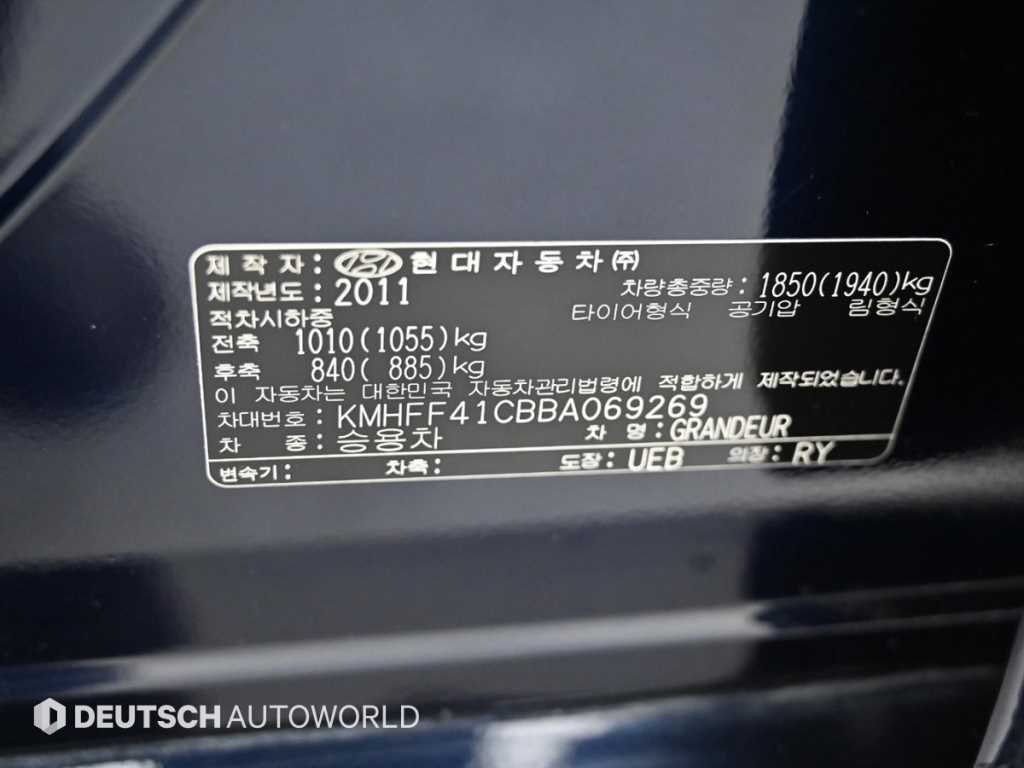 제 작 자 : 현대자동차㈜
제작년도 : 2011 차량총중량 : 1850(1940)kg
적차시하중 타이어형식 공기압 림형식
전축 1010(1055)kg
후축 840( 885)kg
이 자동차는 대한민국 자동차관리법령에 적합하게 제작되었습니다.
차대번호 : KMHFF41CBBA069269
차 종 : 승용차 차 명 : GRANDEUR
변속기 : 차축 : 도장 : UEB 의장 : RY
DEUTSCH AUTOWORLD